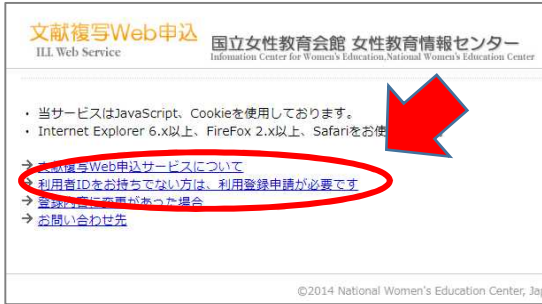 文献複写Web申込
ILL Web Service
国立女性教育会館 女性教育情報センター
Infomation Center for Women's Education,National Women's Education Center
・ 当サービスはJavaScript、Cookieを使用しております。
・ Internet Explorer 6.x以上、FireFox 2.x以上、Safariをお使
→ 文献複写Web申込サービスについて
→ 利用者IDをお持ちでない方は、利用登録申請が必要です
→ 登録内容に変更があった場合
→ お問い合わせ先
©2014 National Women's Education Center, Ja